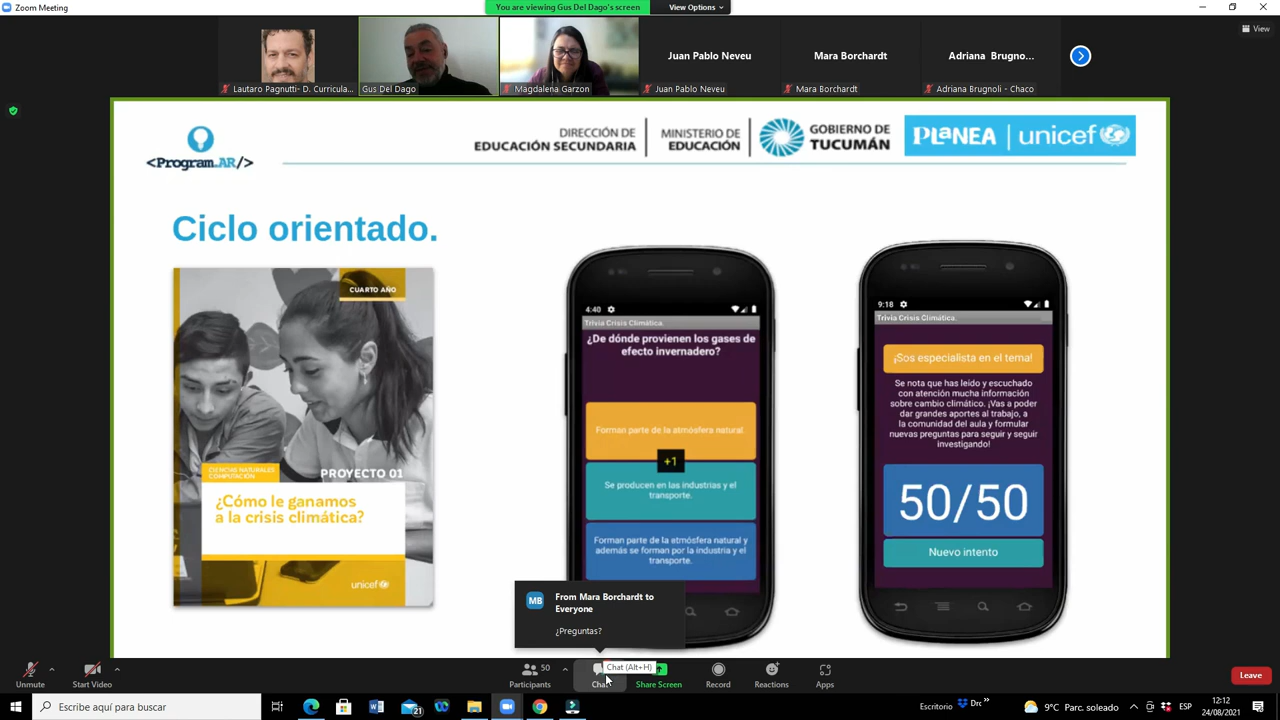 Zoom Meeting
You are viewing Gus Del Dago's screen
View Options
View
Lautaro Pagnutti- D. Curricula...
Gus Del Dago
Magdalena Garzon
Juan Pablo Neveu
Juan Pablo Neveu
Mara Borchardt
Mara Borchardt
Adriana Brugno...
Adriana Brugnoli - Chaco
<Program.AR/>
DIRECCIÓN DE
EDUCACIÓN SECUNDARIA
MINISTERIO DE
EDUCACIÓN
GOBIERNO DE
TUCUMÁN
PLaNEA | unicef
Ciclo orientado.
CUARTO AÑO
PROYECTO 01
CIENCIAS NATURALES
COMPUTACIÓN
¿Cómo le ganamos
a la crisis climática?
unicef
4:40
Trivia Crisis Climática.
¿De dónde provienen los gases de
efecto invernadero?
Forman parte de la atmósfera natural.
+1
Se producen en las industrias y el
transporte.
Forman parte de la atmósfera natural y
además se forman por la industria y el
transporte.
9:18
Trivia Crisis Climática.
¡Sos especialista en el tema!
Se nota que has leído y escuchado
con atención mucha información
sobre cambio climático. ¡Vas a poder
dar grandes aportes al trabajo, a
la comunidad del aula y formular
nuevas preguntas para seguir y seguir
investigando!
50/50
Nuevo intento
MB
From Mara Borchardt to
Everyone
¿Preguntas?
Chat (Alt+H)
Unmute
Start Video
50
Participants
Chat
Share Screen
Record
Reactions
Apps
Leave
Escribe aquí para buscar
21
Escritorio
»
9°C Parc. soleado
ESP
12:12
24/08/2021